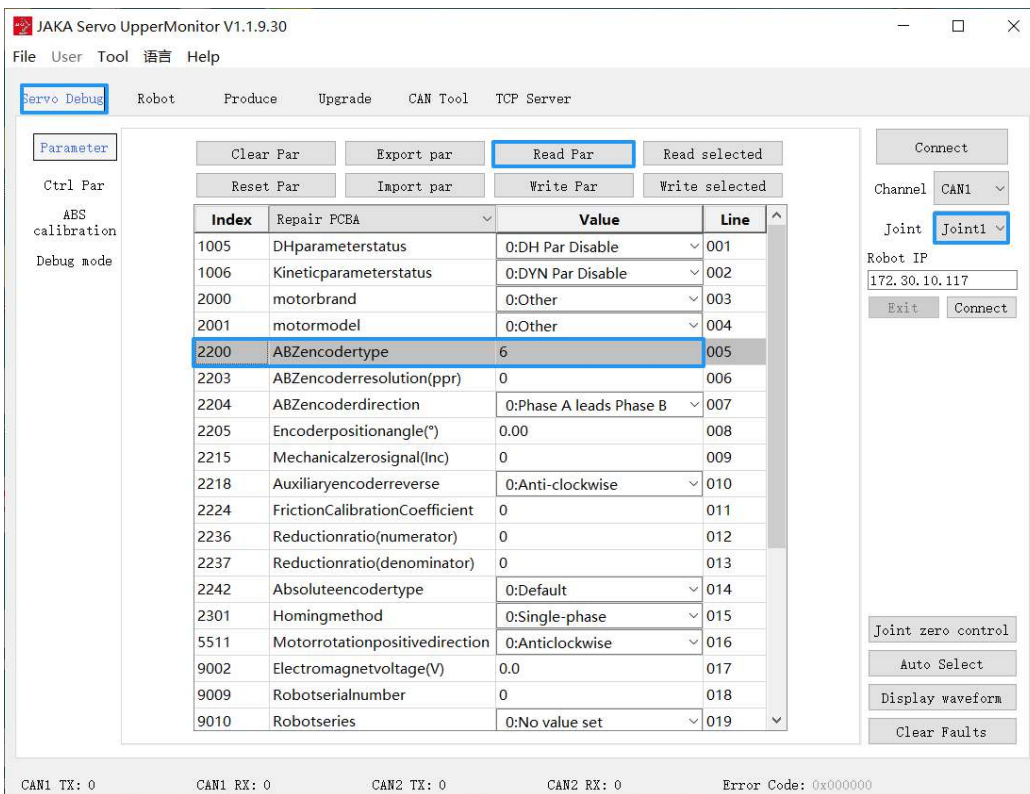 JAKA Servo UpperMonitor V1.1.9.30
File User Tool 语言 Help
Servo Debug Robot Produce Upgrade CAN Tool TCP Server
Parameter
Ctrl Par
ABS
calibration
Debug mode
Clear Par Export par Read Par Read selected
Reset Par Import par Write Par Write selected
Index Repair PCBA Value Line
1005 DHparameterstatus 0:DH Par Disable 001
1006 Kineticparameterstatus 0:DYN Par Disable 002
2000 motorbrand 0:Other 003
2001 motormodel 0:Other 004
2200 ABZencodertype 6 005
2203 ABZencoderresolution(ppr) 0 006
2204 ABZencoderdirection 0:Phase A leads Phase B 007
2205 Encoderpositionangle(°) 0.00 008
2215 Mechanicalzerosignal(Inc) 0 009
2218 Auxiliaryencoderreverse 0:Anti-clockwise 010
2224 FrictionCalibrationCoefficient 0 011
2236 Reductionratio(numerator) 0 012
2237 Reductionratio(denominator) 0 013
2242 Absoluteencodertype 0:Default 014
2301 Homingmethod 0:Single-phase 015
5511 Motorrotationpositivedirection 0:Anticlockwise 016
9002 Electromagnetvoltage(V) 0.0 017
9009 Robotserialnumber 0 018
9010 Robotseries 0:No value set 019
Connect
Channel CAN1
Joint Joint1
Robot IP
172.30.10.117
Exit Connect
Joint zero control
Auto Select
Display waveform
Clear Faults
CAN1 TX: 0 CAN1 RX: 0 CAN2 TX: 0 CAN2 RX: 0 Error Code: 0x000000